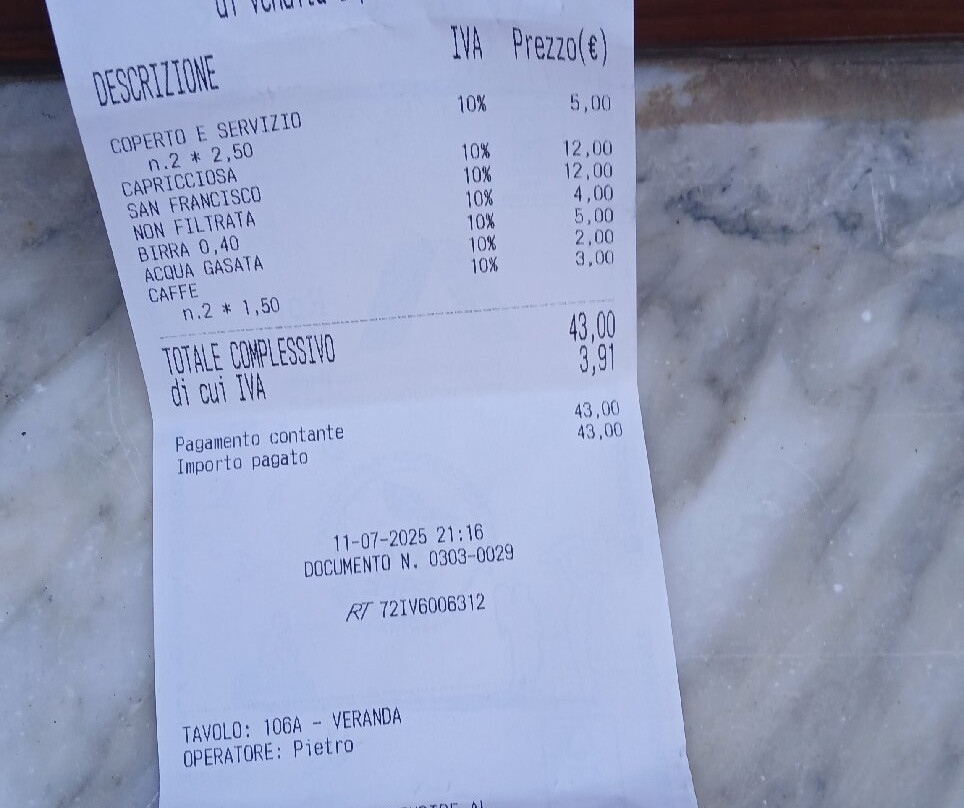 di vendita
DESCRIZIONE IVA Prezzo(€)
COPERTO E SERVIZIO 10% 5,00
n.2 * 2,50
CAPRICCIOSA 10% 12,00
SAN FRANCISCO 10% 12,00
NON FILTRATA 10% 4,00
BIRRA 0,40 10% 5,00
ACQUA GASATA 10% 2,00
CAFFE 10% 3,00
n.2 * 1,50
TOTALE COMPLESSIVO 43,00
di cui IVA 3,91
Pagamento contante 43,00
Importo pagato 43,00
11-07-2025 21:16
DOCUMENTO N. 0303-0029
RT 72IV6006312
TAVOLO: 106A - VERANDA
OPERATORE: Pietro